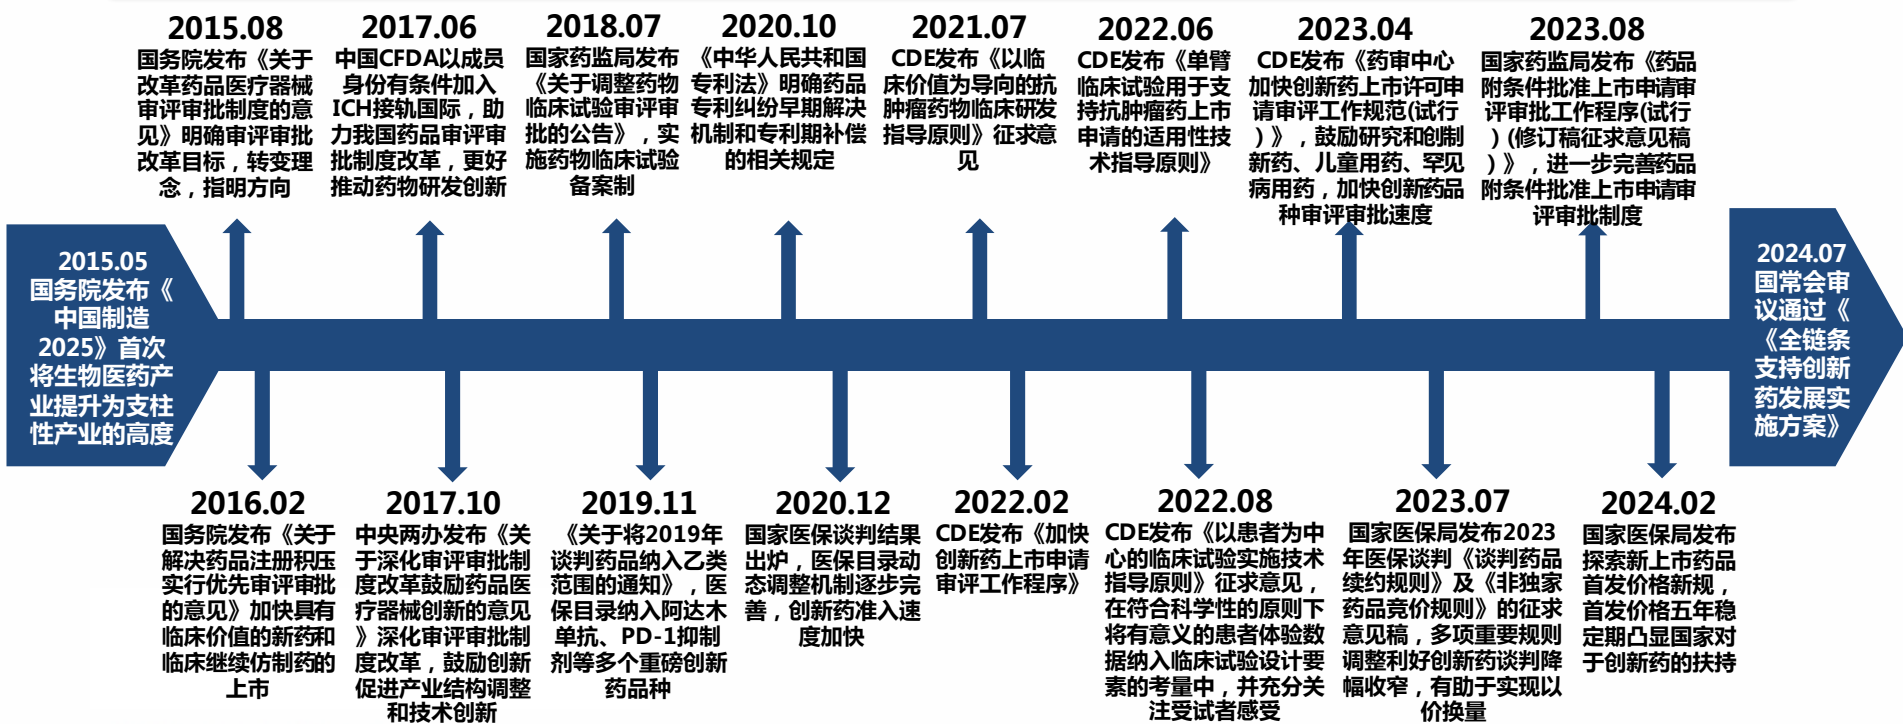 2015.05
国务院发布《
中国制造
2025》首次
将生物医药产
业提升为支柱
性产业的高度
2015.08
国务院发布《关于
改革药品医疗器械
审评审批制度的意
见》明确审评审批
改革目标，转变理
念，指明方向
2017.06
中国CFDA以成员
身份有条件加入
ICH接轨国际，助
力我国药品审评审
批制度改革，更好
推动药物研发创新
2018.07
国家药监局发布
《关于调整药物
临床试验审评审
批的公告》，实
施药物临床试验
备案制
2020.10
《中华人民共和国
专利法》明确药品
专利纠纷早期解决
机制和专利期补偿
的相关规定
2021.07
CDE发布《以临
床价值为导向的抗
肿瘤药物临床研发
指导原则》征求意
见
2022.06
CDE发布《单臂
临床试验用于支
持抗肿瘤药上市
申请的适用性技
术指导原则》
2023.04
CDE发布《药审中心
加快创新药上市许可申
请审评工作规范(试行
)》，鼓励研究和创制
新药、儿童用药、罕见
病用药，加快创新药品
种审评审批速度
2023.08
国家药监局发布《药品
附条件批准上市申请审
评审批工作程序(试行
)(修订稿征求意见稿
)》，进一步完善药品
附条件批准上市申请审
评审批制度
2016.02
国务院发布《关于
解决药品注册积压
实行优先审评审批
的意见》加快具有
临床价值的新药和
临床继续仿制药的
上市
2017.10
中央两办发布《关
于深化审评审批制
度改革鼓励药品医
疗器械创新的意见
》深化审评审批制
度改革，鼓励创新
促进产业结构调整
和技术创新
2019.11
《关于将2019年
谈判药品纳入乙类
范围的通知》，医
保目录纳入阿达木
单抗、PD-1抑制
剂等多个重磅创新
药品种
2020.12
国家医保谈判结果
出炉，医保目录动
态调整机制逐步完
善，创新药准入速
度加快
2022.02
CDE发布《加快
创新药上市申请
审评工作程序》
2022.08
CDE发布《以患者为中
心的临床试验实施技术
指导原则》征求意见，
在符合科学性的原则下
将有意义的患者体验数
据纳入临床试验设计要
素的考量中，并充分关
注受试者感受
2023.07
国家医保局发布2023
年医保谈判《谈判药品
续约规则》及《非独家
药品竞价规则》的征求
意见稿，多项重要规则
调整利好创新药谈判降
幅收窄，有助于实现以
价换量
2024.02
国家医保局发布
探索新上市药品
首发价格新规，
首发价格五年稳
定期凸显国家对
于创新药的扶持
2024.07
国常会审
议通过《
《全链条
支持创新
药发展实
施方案》